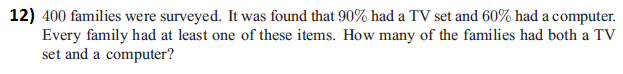 12) 400 families were surveyed. It was found that 90% had a TV set and 60% had a computer.
Every family had at least one of these items. How many of the families had both a TV
set and a computer?